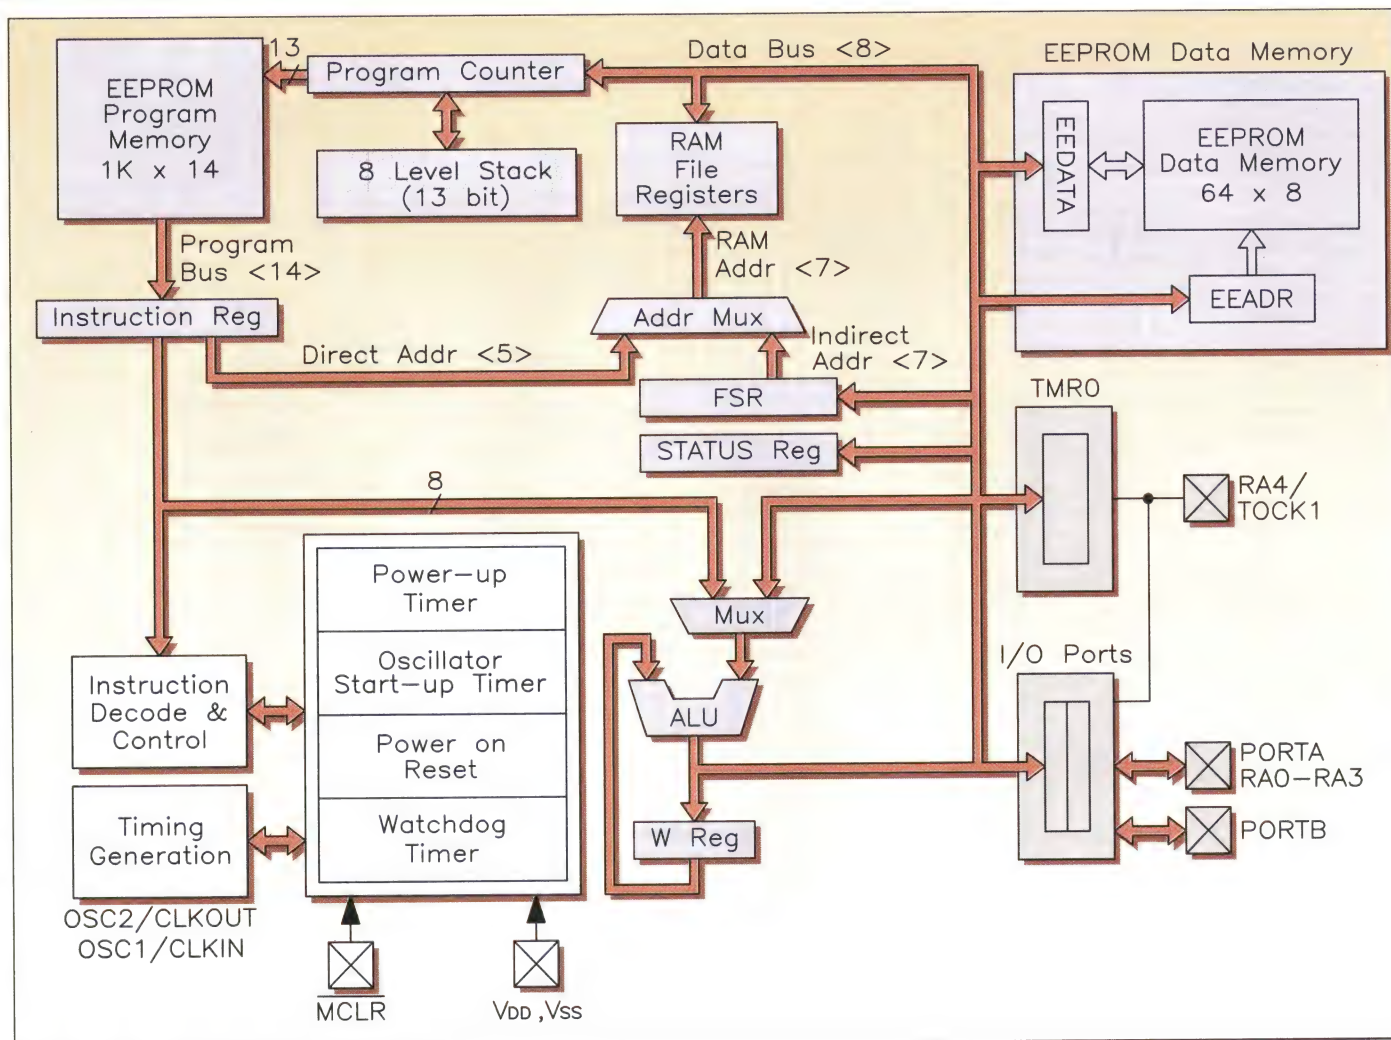 EEPROM
Program
Memory
1K x 14
13
Program Counter
8 Level Stack
(13 bit)
Data Bus <8>
RAM
File
Registers
EEPROM Data Memory
EEDATA
EEPROM
Data Memory
64 x 8
EEADR
Program
Bus <14>
RAM
Addr <7>
Instruction Reg
Addr Mux
Direct Addr <5>
Indirect
Addr <7>
FSR
STATUS Reg
TMR0
RA4/
TOCK1
8
Power-up
Timer
Oscillator
Start-up Timer
Power on
Reset
Watchdog
Timer
Mux
ALU
W Reg
I/O Ports
PORTA
RA0-RA3
PORTB
Instruction
Decode &
Control
Timing
Generation
OSC2/CLKOUT
OSC1/CLKIN
MCLR
VDD,VSS